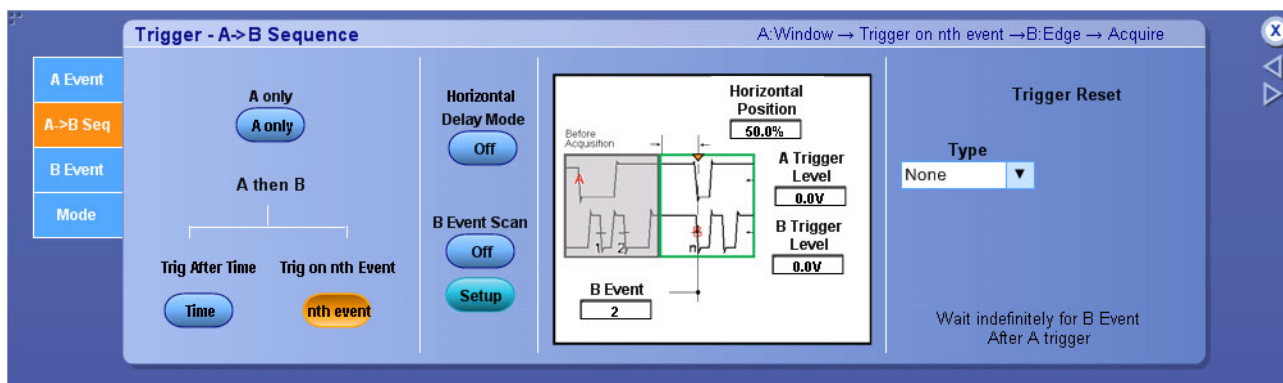 Trigger - A->B Sequence
A:Window → Trigger on nth event →B:Edge → Acquire
X
A Event
A->B Seq
B Event
Mode
A only
A only
A then B
Trig After Time
Time
Trig on nth Event
nth event
Horizontal
Delay Mode
Off
B Event Scan
Off
Setup
Horizontal
Position
50.0%
Before
Acquisition
A
1
2
n
B
A Trigger
Level
0.0V
B Trigger
Level
0.0V
B Event
2
Trigger Reset
Type
None
Wait indefinitely for B Event
After A trigger